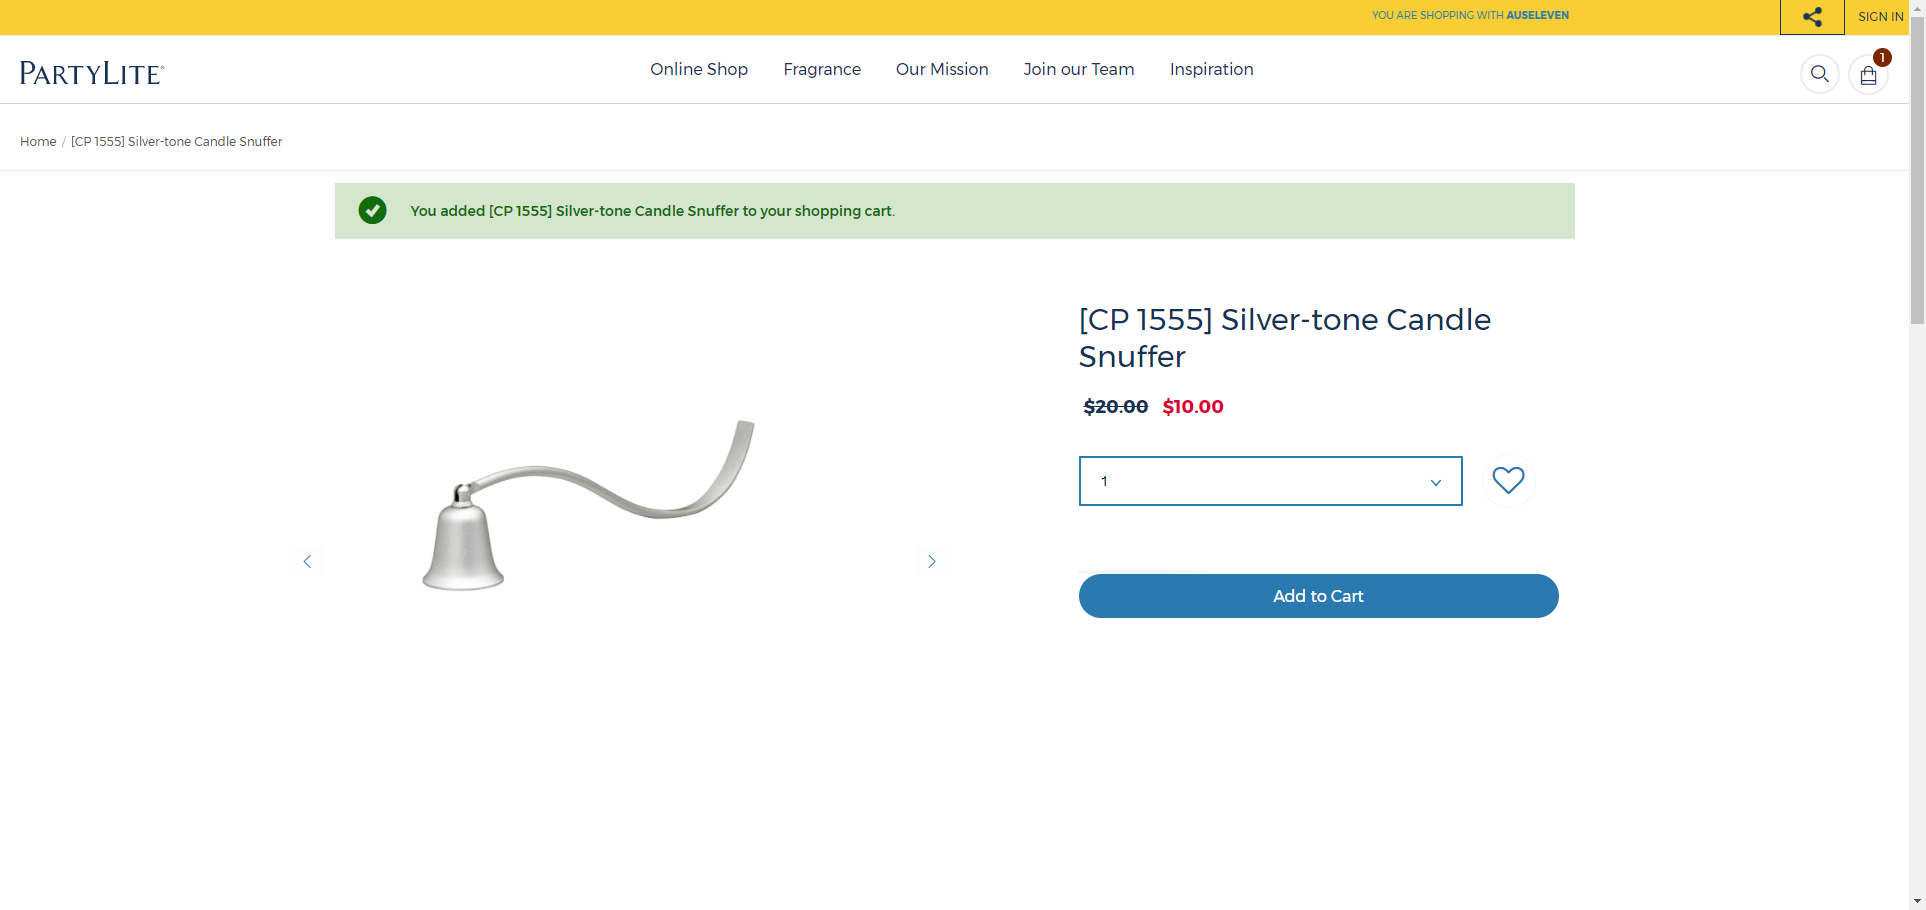 YOU ARE SHOPPING WITH AUSELEVEN
SIGN IN
PARTYLITE®
Online Shop
Fragrance
Our Mission
Join our Team
Inspiration
1
Home / [CP 1555] Silver-tone Candle Snuffer
You added [CP 1555] Silver-tone Candle Snuffer to your shopping cart.
[CP 1555] Silver-tone Candle
Snuffer
$20.00 $10.00
1
Add to Cart